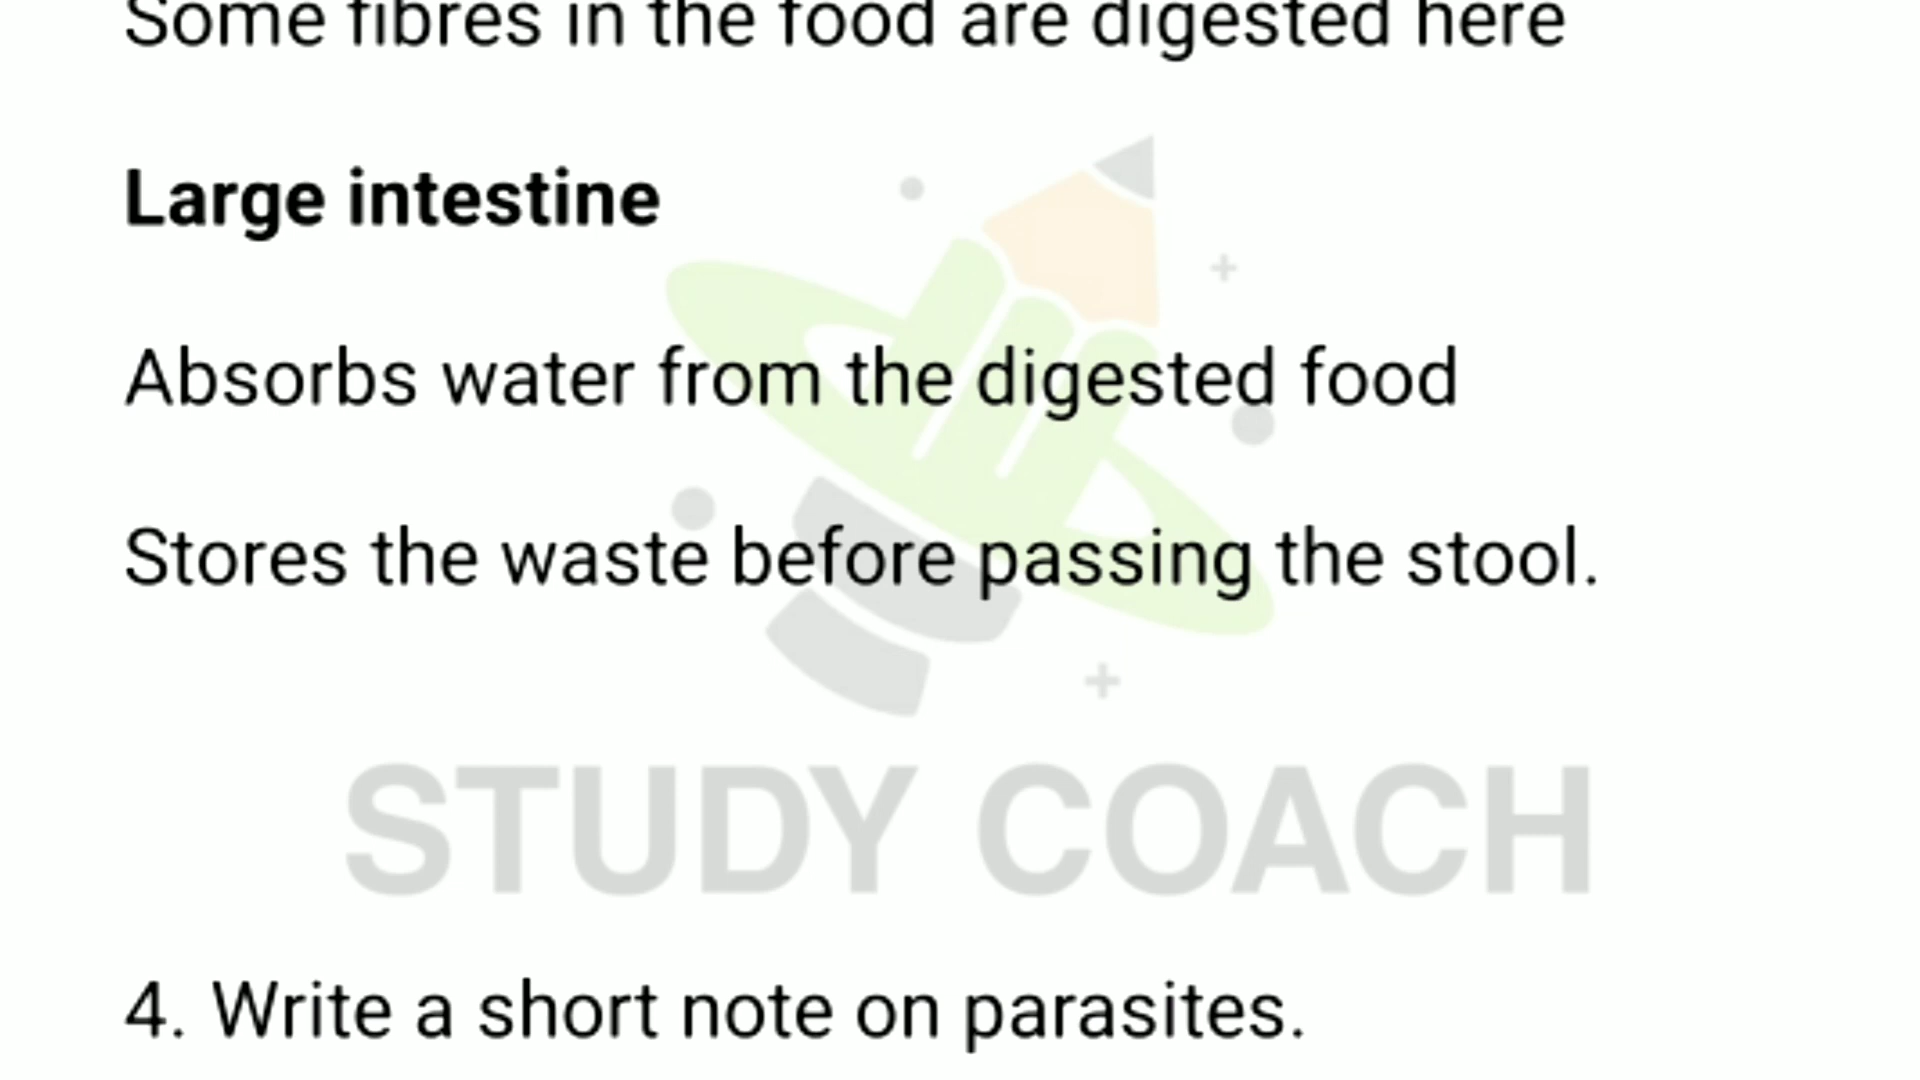 Some fibres in the food are digested here
Large intestine
Absorbs water from the digested food
Stores the waste before passing the stool.
STUDY COACH
4. Write a short note on parasites.